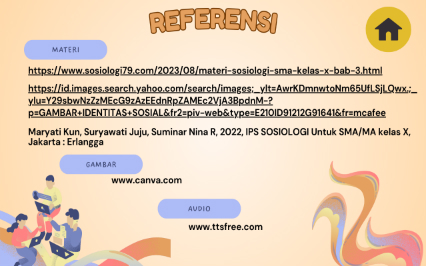 REFERENSI
MATERI
https://www.sosiologi79.com/2023/08/materi-sosiologi-sma-kelas-x-bab-3.html
https://id.images.search.yahoo.com/search/images;_ylt=AwrKDmnwtoNm65UfLSjLQwx.;_
ylu=Y29sbwNzZzMEcG9zAzEEdnRpZAMEc2VjA3BpdnM-?
p=GAMBAR+IDENTITAS+SOSIAL&fr2=piv-web&type=E210ID91212G91641&fr=mcafee
Maryati Kun, Suryawati Juju, Suminar Nina R, 2022, IPS SOSIOLOGI Untuk SMA/MA kelas X,
Jakarta : Erlangga
GAMBAR
www.canva.com
AUDIO
www.ttsfree.com